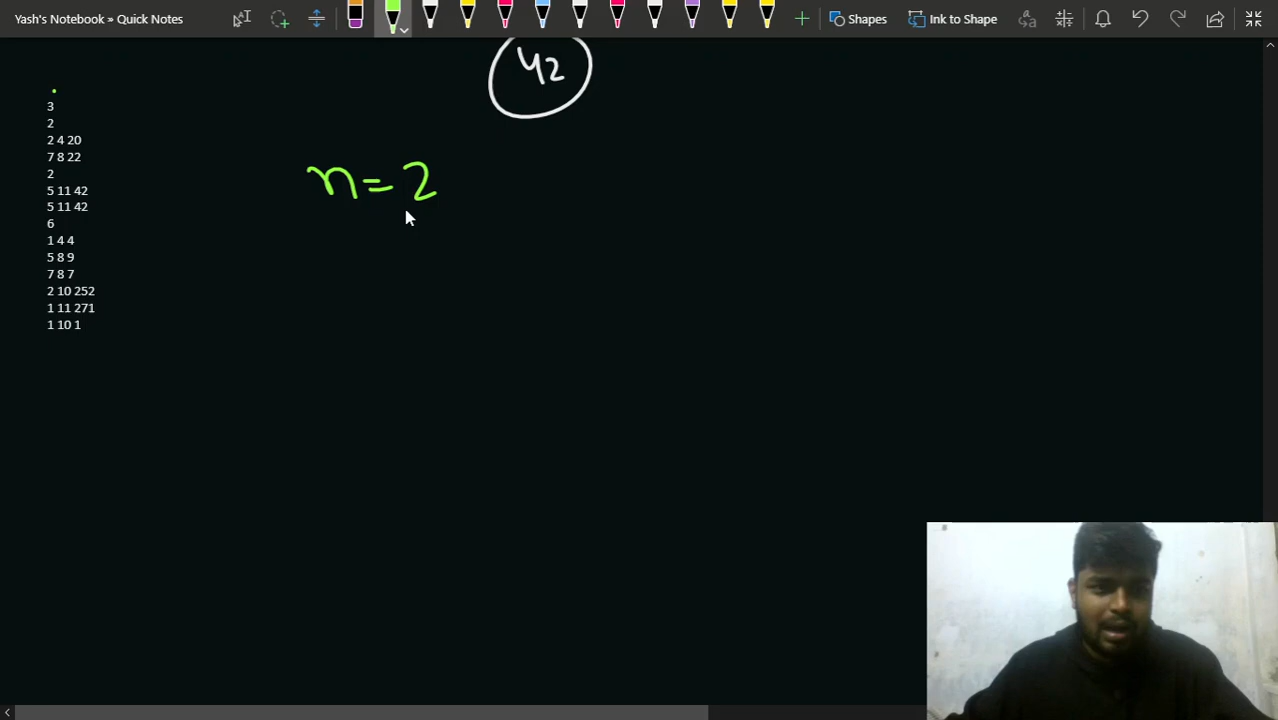 Yash's Notebook » Quick Notes
Shapes
Ink to Shape
42
3
2
2 4 20
7 8 22
2
5 11 42
5 11 42
6
1 4 4
5 8 9
7 8 7
2 10 252
1 11 271
1 10 1
n=2